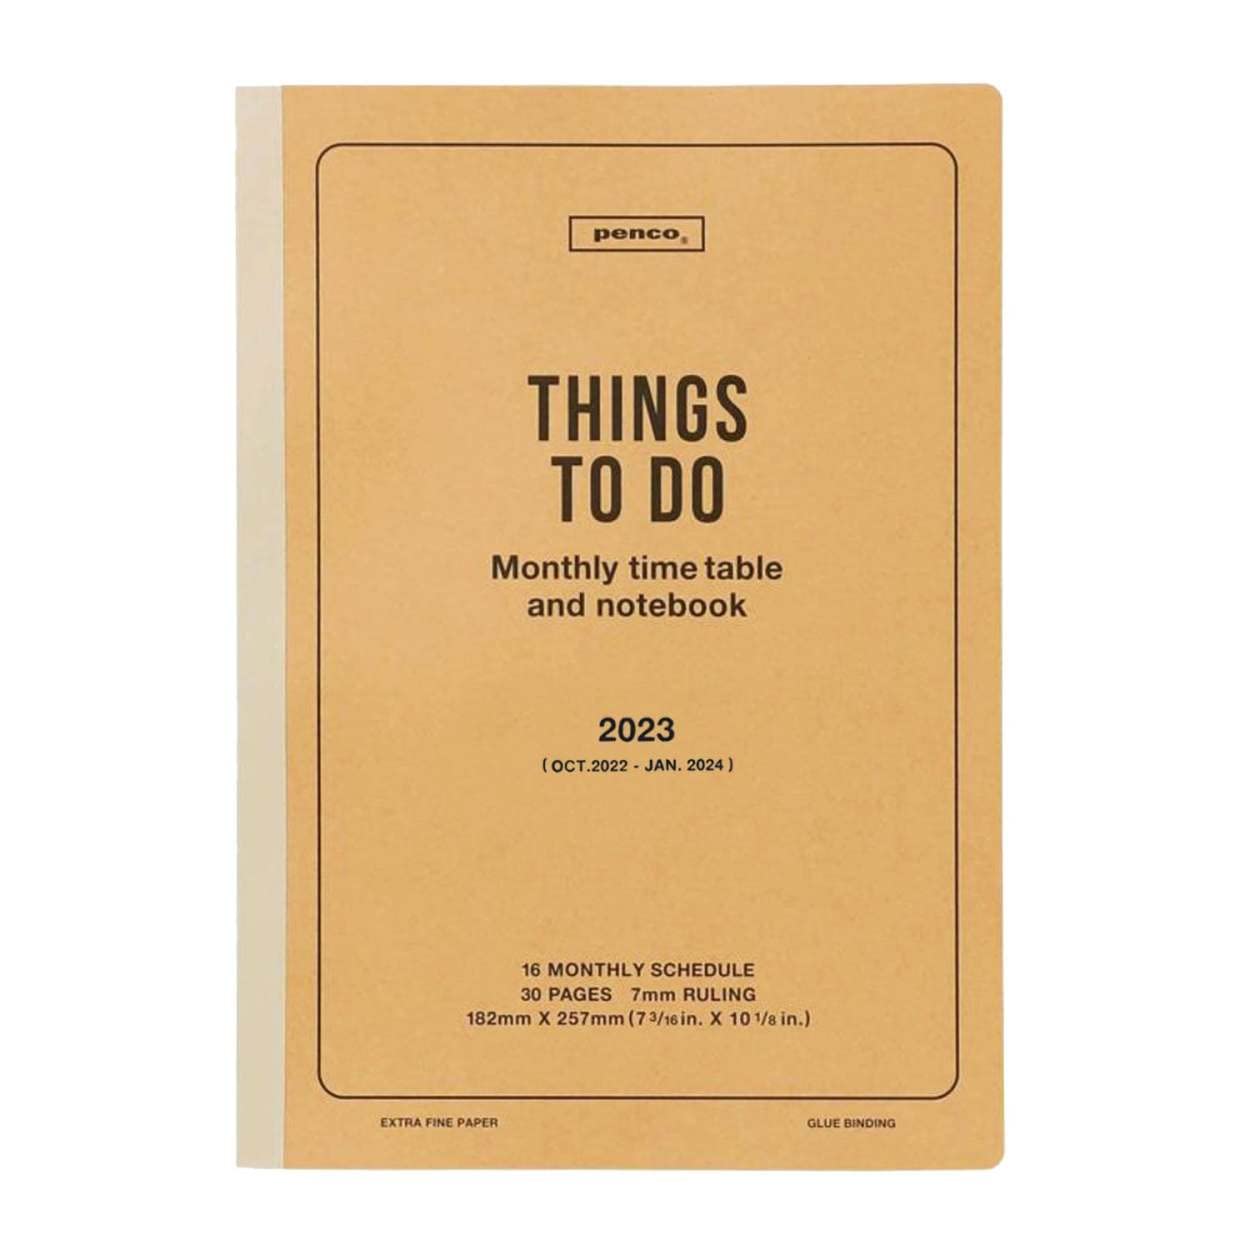 penco®
THINGS
TO DO
Monthly time table
and notebook
2023
(OCT.2022 - JAN. 2024)
16 MONTHLY SCHEDULE
30 PAGES 7mm RULING
182mm X 257mm (7 3/16 in. X 10 1/8 in.)
EXTRA FINE PAPER
GLUE BINDING